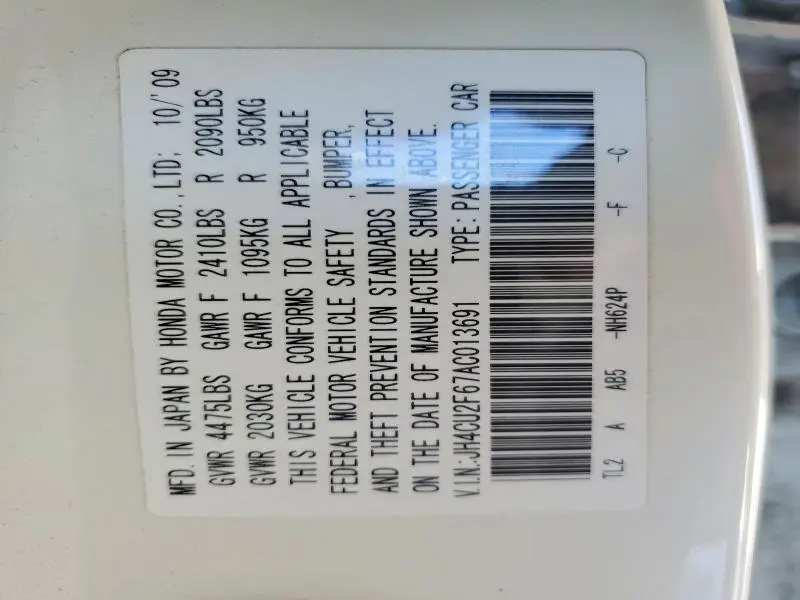 MFD. IN JAPAN BY HONDA MOTOR CO.,LTD; 10/'09
GVWR 4475LBS GAWR F 2410LBS R 2090LBS
GVWR 2030KG GAWR F 1095KG R 950KG
THIS VEHICLE CONFORMS TO ALL APPLICABLE
FEDERAL MOTOR VEHICLE SAFETY , BUMPER,
AND THEFT PREVENTION STANDARDS IN EFFECT
ON THE DATE OF MANUFACTURE SHOWN ABOVE.
V.I.N.:JH4CU2F67AC013691 TYPE: PASSENGER CAR
TL2 A AB5 -NH624P -F -C